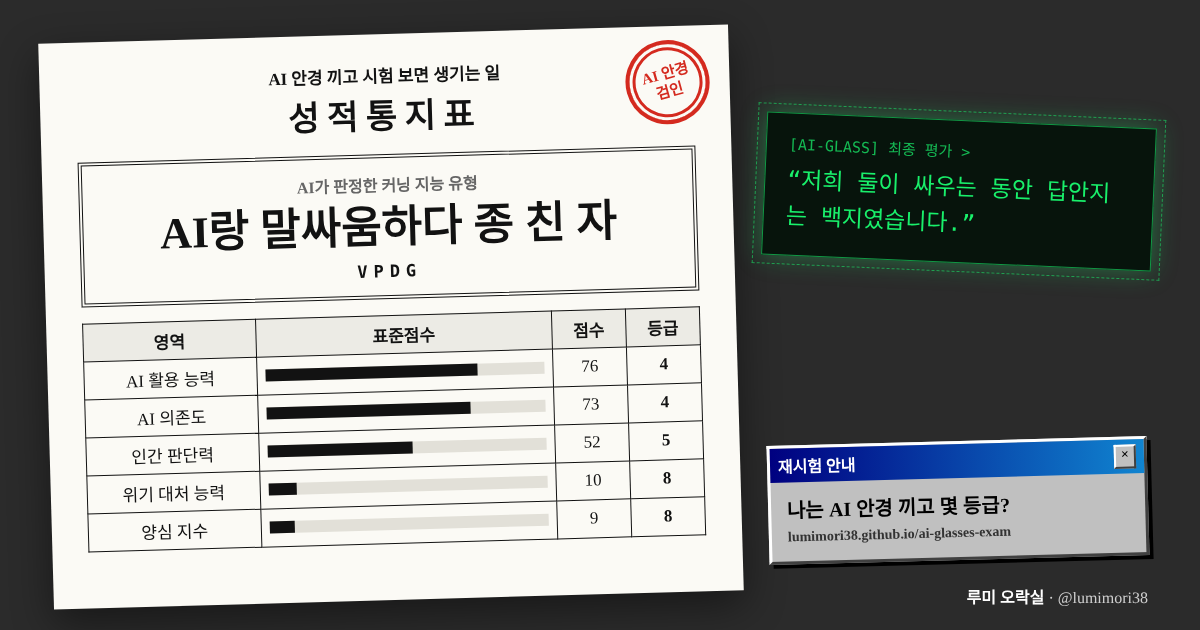 AI 안경 끼고 시험 보면 생기는 일
성적통지표
AI 안경
검인
AI가 판정한 커닝 지능 유형
AI랑 말싸움하다 종 친 자
VPDG
영역 표준점수 점수 등급
AI 활용 능력 76 4
AI 의존도 73 4
인간 판단력 52 5
위기 대처 능력 10 8
양심 지수 9 8
[AI-GLASS] 최종 평가 >
“저희 둘이 싸우는 동안 답안지
는 백지였습니다.”
재시험 안내 ×
나는 AI 안경 끼고 몇 등급?
lumimori38.github.io/ai-glasses-exam
루미 오락실 · @lumimori38